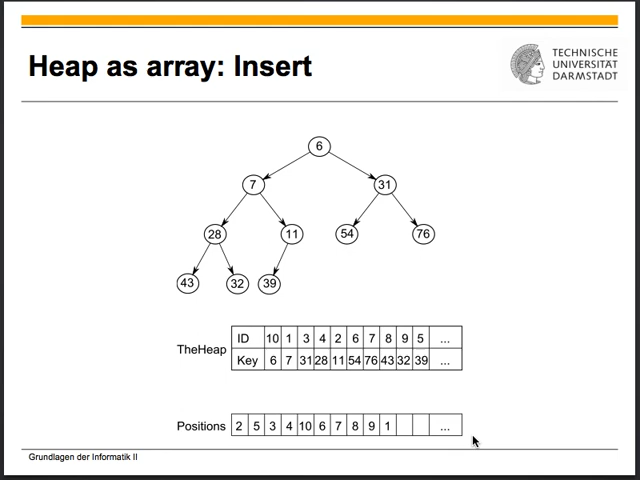 Heap as array: Insert
TECHNISCHE
UNIVERSITÄT
DARMSTADT
6
7 31
28 11 54 76
43 32 39
TheHeap
ID 10 1 3 4 2 6 7 8 9 5 ...
Key 6 7 31 28 11 54 76 43 32 39 ...
Positions 2 5 3 4 10 6 7 8 9 1 ...
Grundlagen der Informatik II